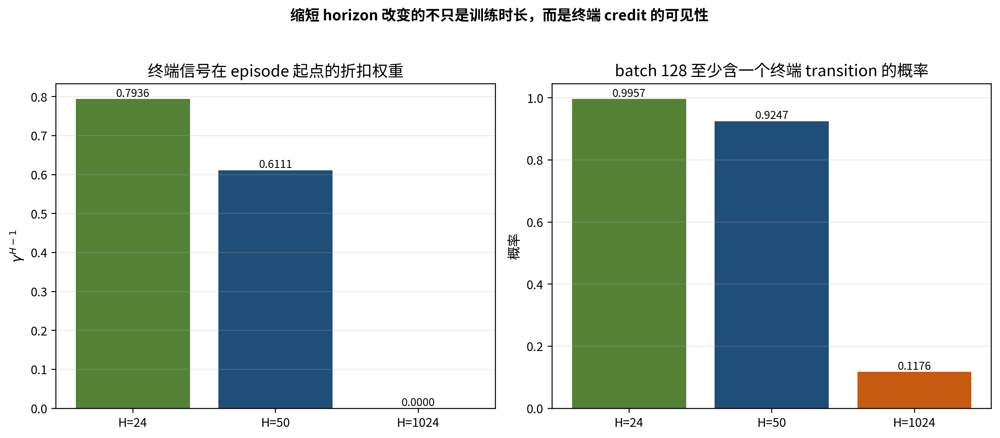 缩短 horizon 改变的不只是训练时长，而是终端 credit 的可见性
终端信号在 episode 起点的折扣权重
γ^{H − 1}
0.8
0.7
0.6
0.5
0.4
0.3
0.2
0.1
0.0
0.7936
0.6111
0.0000
H=24
H=50
H=1024
batch 128 至少含一个终端 transition 的概率
概率
1.0
0.8
0.6
0.4
0.2
0.0
0.9957
0.9247
0.1176
H=24
H=50
H=1024